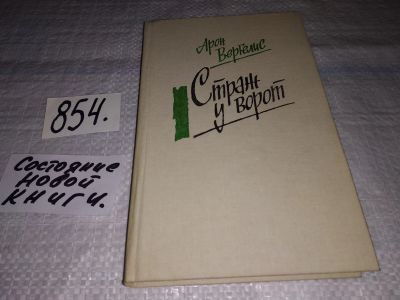 Арон
Вергелис
Страж
у ворот
854.
Состояние
новой
книги.